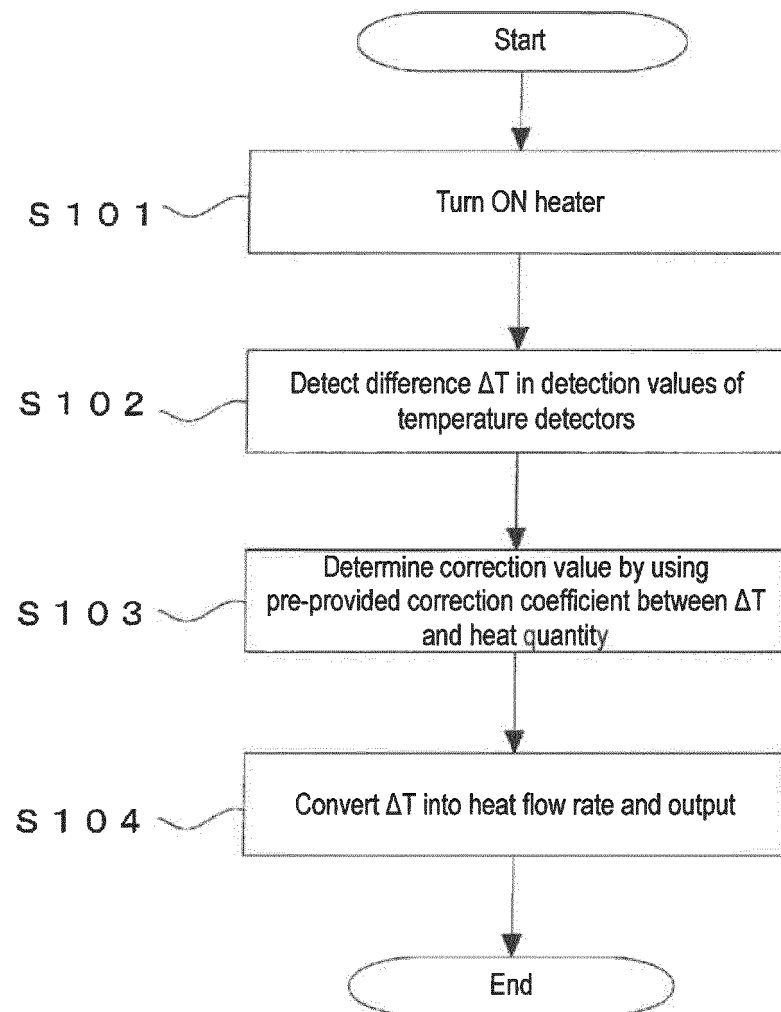 Start
S101
Turn ON heater
S102
Detect difference ΔT in detection values of
temperature detectors
S103
Determine correction value by using
pre-provided correction coefficient between ΔT
and heat quantity
S104
Convert ΔT into heat flow rate and output
End